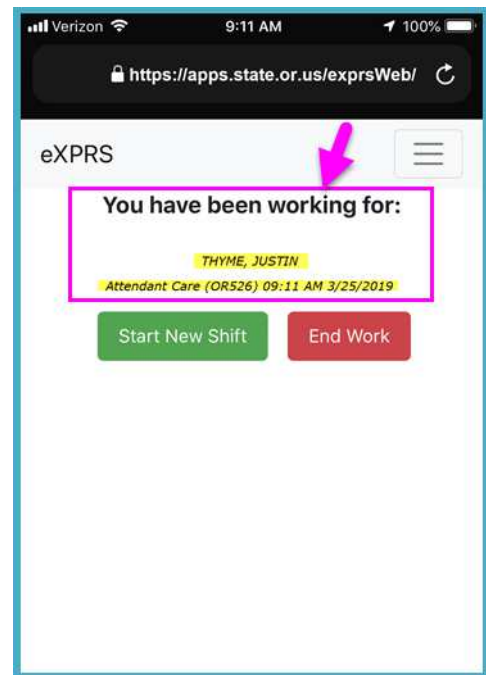 Verizon 9:11 AM 100%
https://apps.state.or.us/exprsWeb/
eXPRS
You have been working for:
THYME, JUSTIN
Attendant Care (OR526) 09:11 AM 3/25/2019
Start New Shift End Work